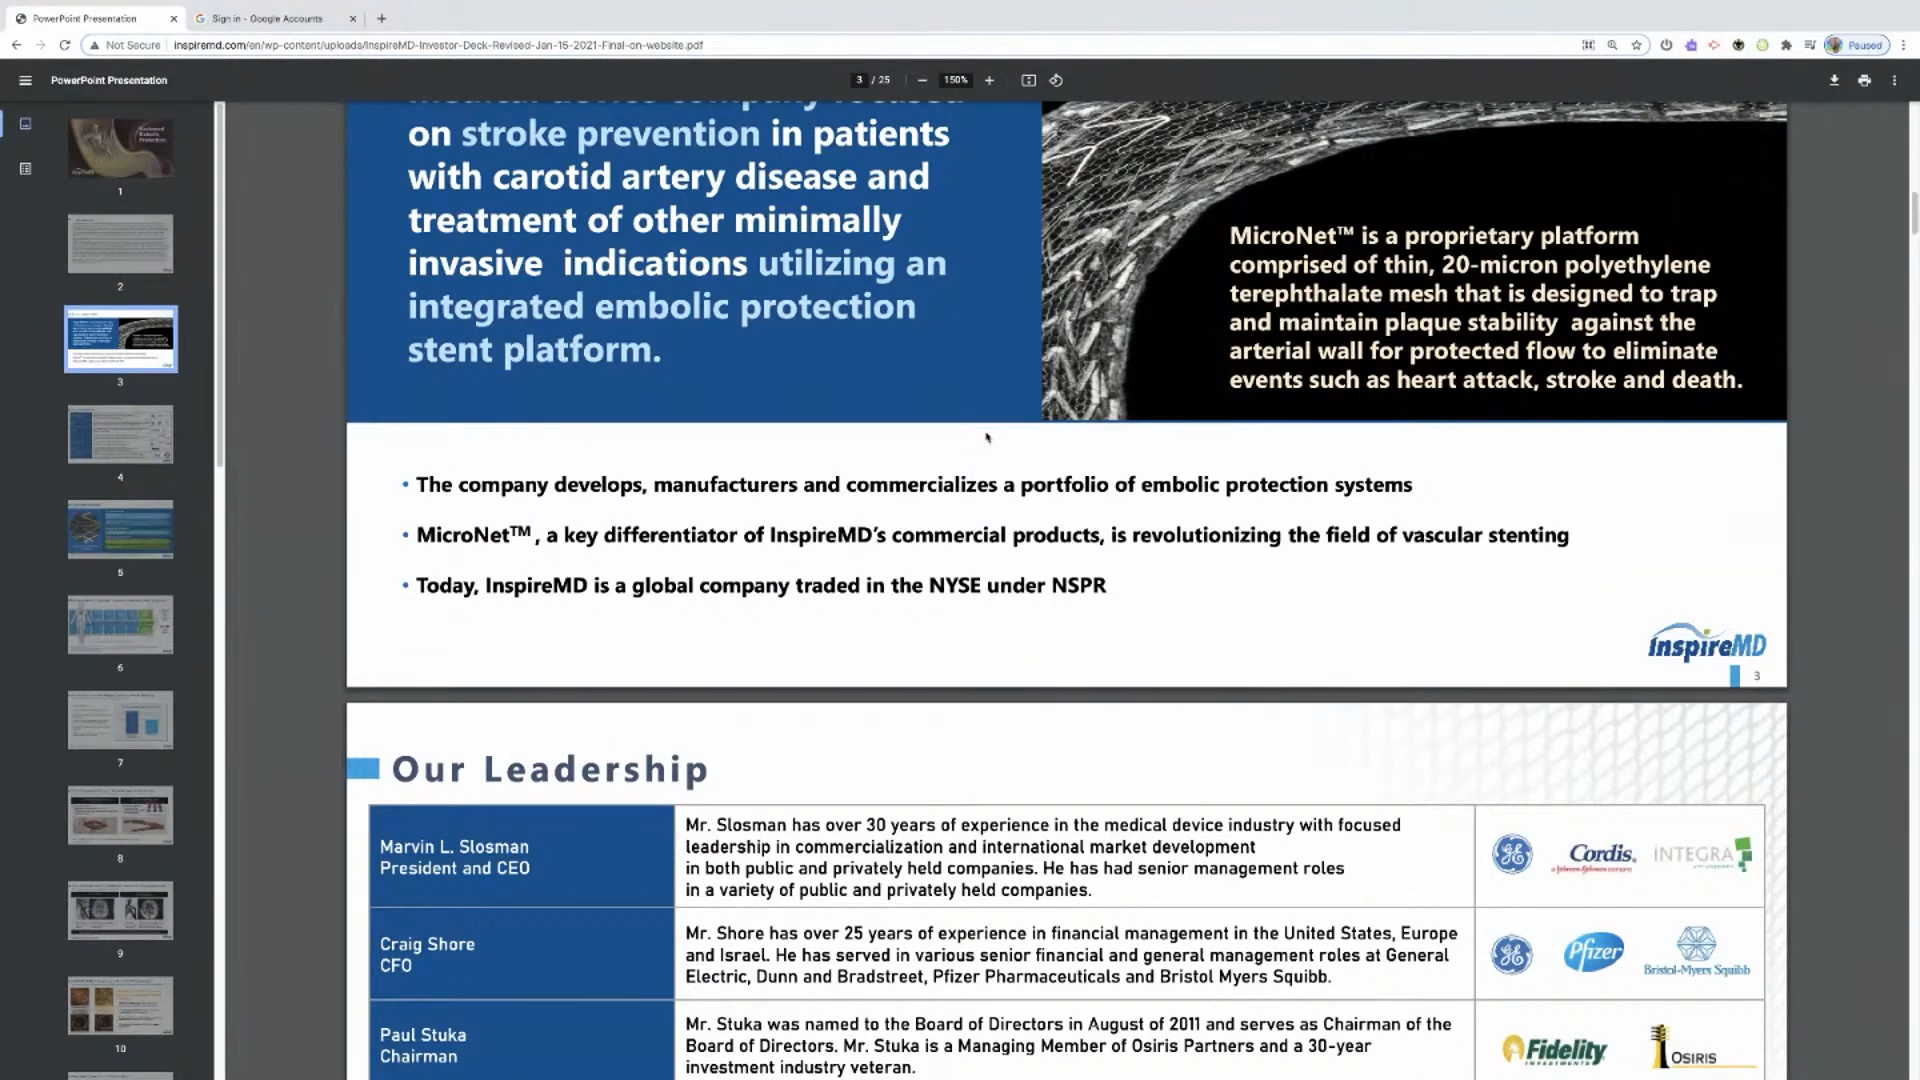 PowerPoint Presentation
Sign in - Google Accounts
Not Secure
inspiremd.com/en/wp-content/uploads/InspireMD-Investor-Deck-Revised-Jan-15-2021-Final-on-website.pdf
Paused
PowerPoint Presentation
3 / 25
150%
1
2
3
4
5
6
7
8
9
10
medical device company focused
on stroke prevention in patients
with carotid artery disease and
treatment of other minimally
invasive indications utilizing an
integrated embolic protection
stent platform.
MicroNet™ is a proprietary platform
comprised of thin, 20-micron polyethylene
terephthalate mesh that is designed to trap
and maintain plaque stability against the
arterial wall for protected flow to eliminate
events such as heart attack, stroke and death.
• The company develops, manufacturers and commercializes a portfolio of embolic protection systems
• MicroNet™ , a key differentiator of InspireMD's commercial products, is revolutionizing the field of vascular stenting
• Today, InspireMD is a global company traded in the NYSE under NSPR
InspireMD
3
Our Leadership
Marvin L. Slosman
President and CEO
Mr. Slosman has over 30 years of experience in the medical device industry with focused
leadership in commercialization and international market development
in both public and privately held companies. He has had senior management roles
in a variety of public and privately held companies.
GE
Cordis.
INTEGRA
Craig Shore
CFO
Mr. Shore has over 25 years of experience in financial management in the United States, Europe
and Israel. He has served in various senior financial and general management roles at General
Electric, Dunn and Bradstreet, Pfizer Pharmaceuticals and Bristol Myers Squibb.
GE
Pfizer
Bristol-Myers Squibb
Paul Stuka
Chairman
Mr. Stuka was named to the Board of Directors in August of 2011 and serves as Chairman of the
Board of Directors. Mr. Stuka is a Managing Member of Osiris Partners and a 30-year
investment industry veteran.
Fidelity
INVESTMENTS
OSIRIS